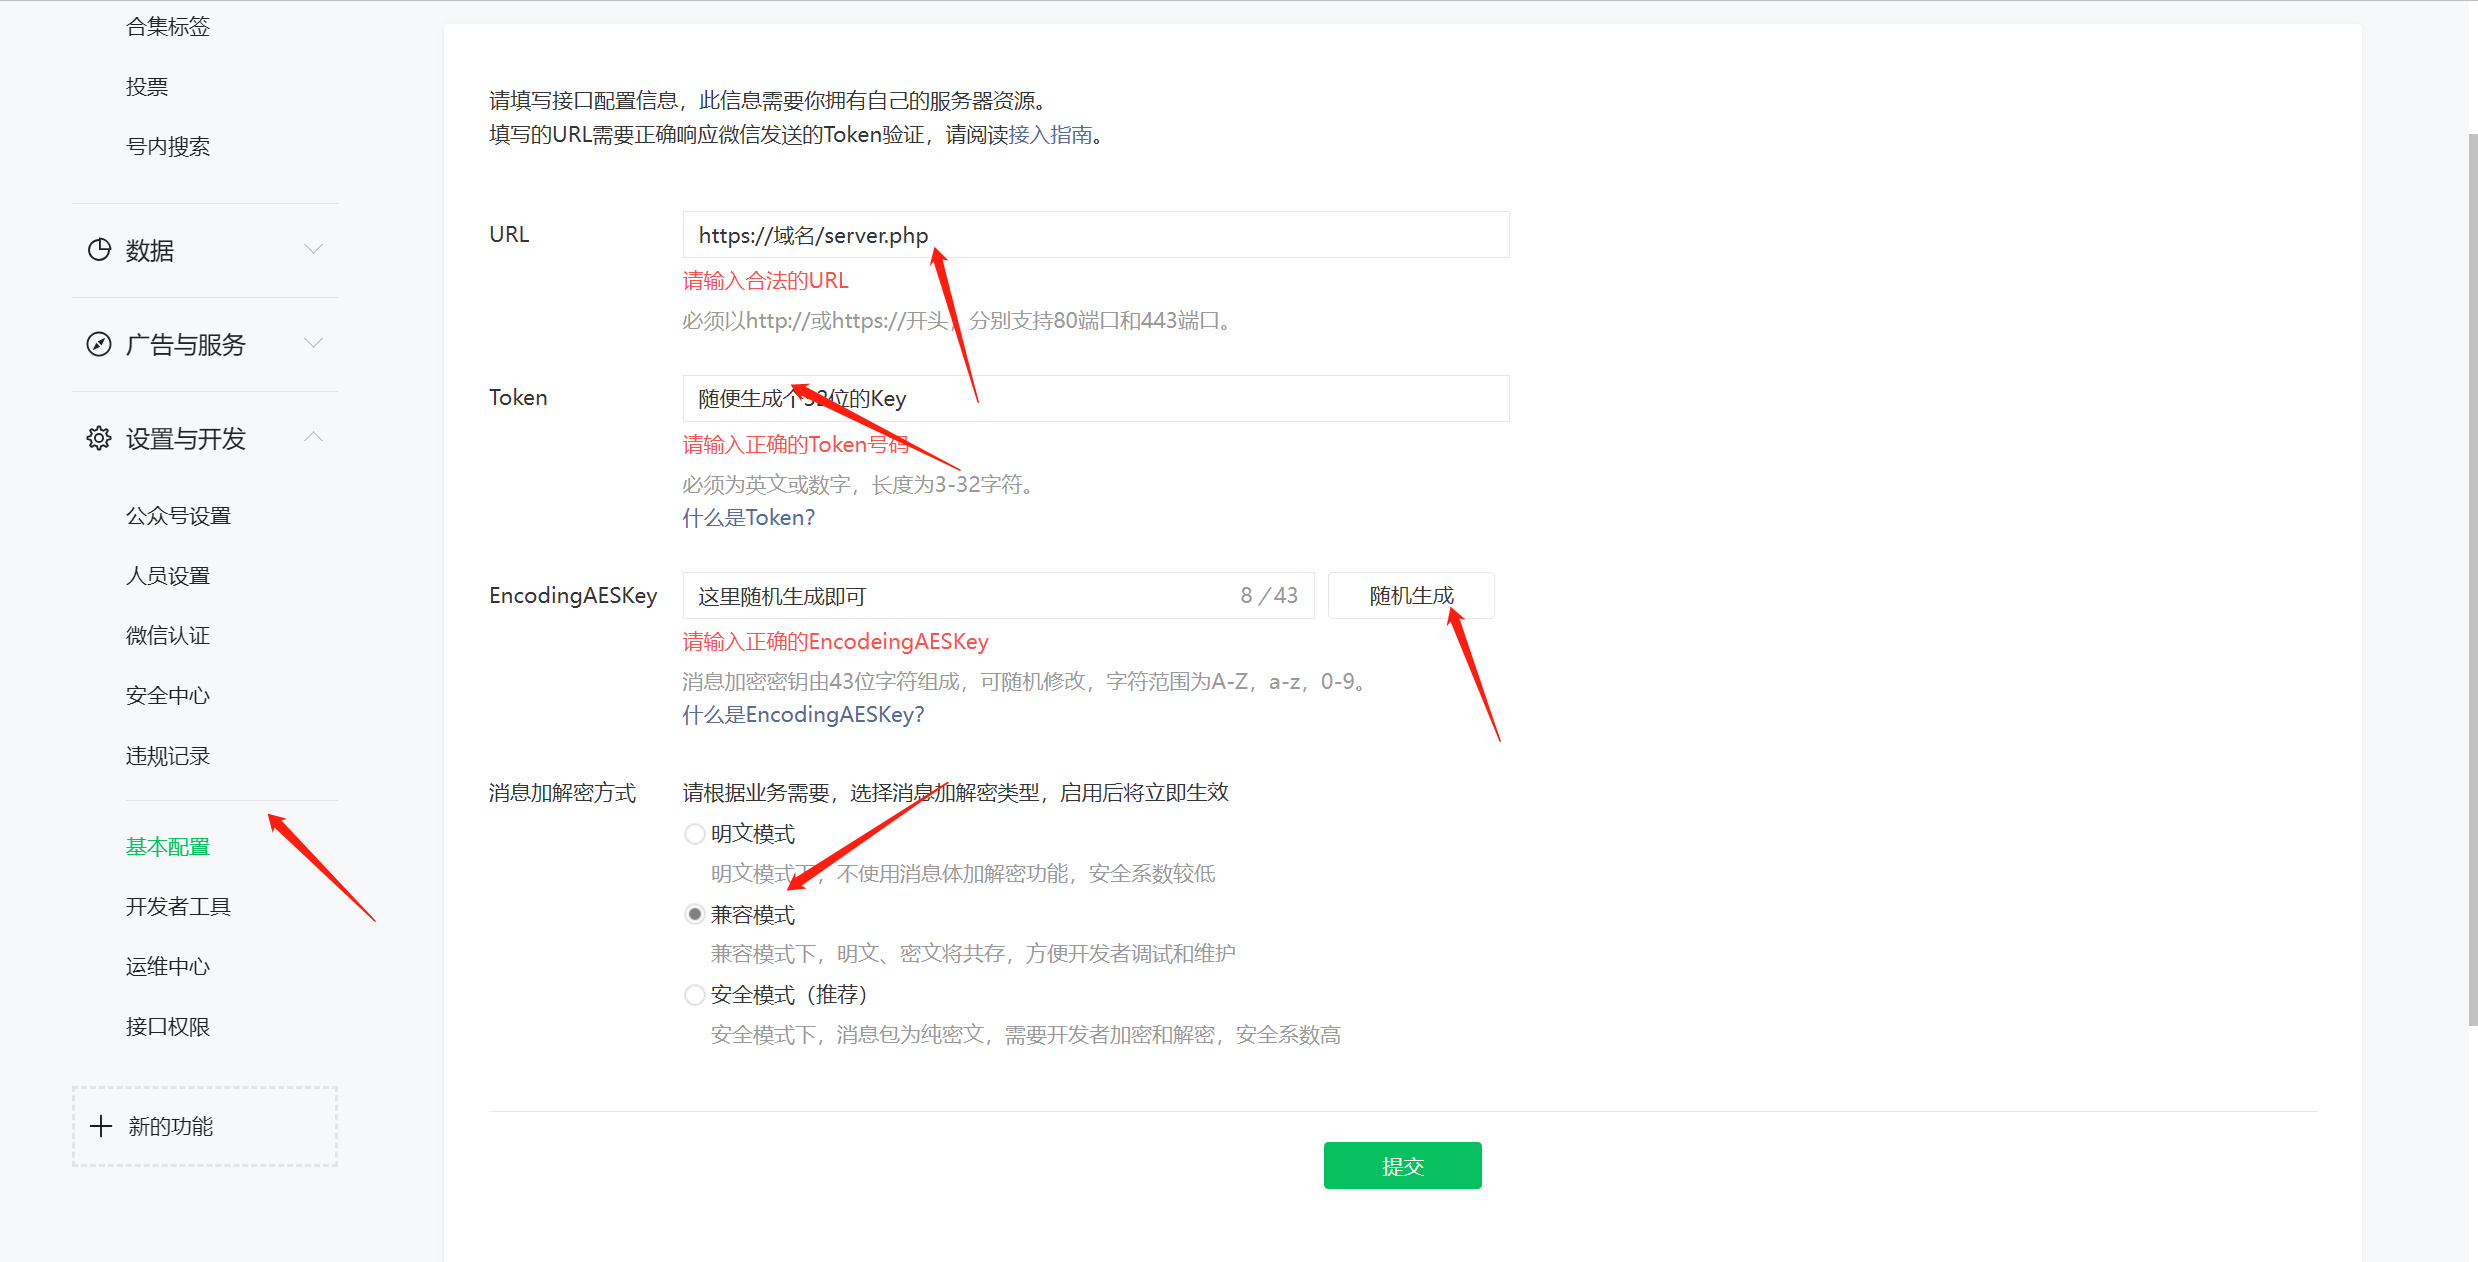 合集标签
投票
号内搜索
数据
广告与服务
设置与开发
公众号设置
人员设置
微信认证
安全中心
违规记录
基本配置
开发者工具
运维中心
接口权限
新的功能
请填写接口配置信息，此信息需要你拥有自己的服务器资源。
填写的URL需要正确响应微信发送的Token验证，请阅读接入指南。
URL
https://域名/server.php
请输入合法的URL
必须以http://或https://开头，分别支持80端口和443端口。
Token
随便生成个32位的Key
请输入正确的Token号码
必须为英文或数字，长度为3-32字符。
什么是Token?
EncodingAESKey
这里随机生成即可
8 / 43
随机生成
请输入正确的EncodeingAESKey
消息加密密钥由43位字符组成，可随机修改，字符范围为A-Z，a-z，0-9。
什么是EncodingAESKey?
消息加解密方式
请根据业务需要，选择消息加解密类型，启用后将立即生效
明文模式
明文模式下，不使用消息体加解密功能，安全系数较低
兼容模式
兼容模式下，明文、密文将共存，方便开发者调试和维护
安全模式（推荐）
安全模式下，消息包为纯密文，需要开发者加密和解密，安全系数高
提交